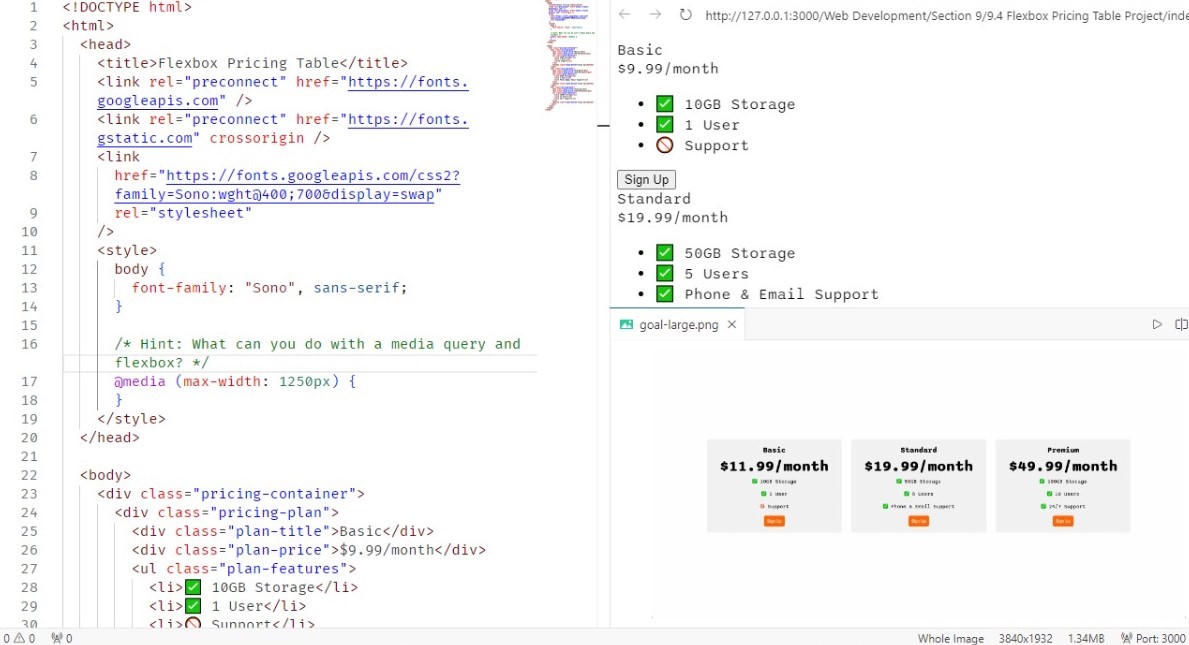 1 <!DOCTYPE html>
2 <html>
3 <head>
4 <title>Flexbox Pricing Table</title>
5 <link rel="preconnect" href="https://fonts.
googleapis.com" />
6 <link rel="preconnect" href="https://fonts.
gstatic.com" crossorigin />
7 <link
8 href="https://fonts.googleapis.com/css2?
family=Sono:wght@400;700&display=swap"
9 rel="stylesheet"
10 />
11 <style>
12 body {
13 font-family: "Sono", sans-serif;
14 }
15
16 /* Hint: What can you do with a media query and
flexbox? */
17 @media (max-width: 1250px) {
18 }
19 </style>
20 </head>
21
22 <body>
23 <div class="pricing-container">
24 <div class="pricing-plan">
25 <div class="plan-title">Basic</div>
26 <div class="plan-price">$9.99/month</div>
27 <ul class="plan-features">
28 <li>✅ 10GB Storage</li>
29 <li>✅ 1 User</li>
30 <li>🚫 Support</li>
http://127.0.0.1:3000/Web Development/Section 9/9.4 Flexbox Pricing Table Project/inde
Basic
$9.99/month
• ✅ 10GB Storage
• ✅ 1 User
• 🚫 Support
Sign Up
Standard
$19.99/month
• ✅ 50GB Storage
• ✅ 5 Users
• ✅ Phone & Email Support
goal-large.png
Basic
$11.99/month
✅ 10GB Storage
✅ 1 User
🚫 Support
Standard
$19.99/month
✅ 50GB Storage
✅ 5 Users
✅ Phone & Email Support
Premium
$49.99/month
✅ 100GB Storage
✅ 10 Users
✅ 24/7 Support
0 0 0
Whole Image 3840x1932 1.34MB Port: 3000